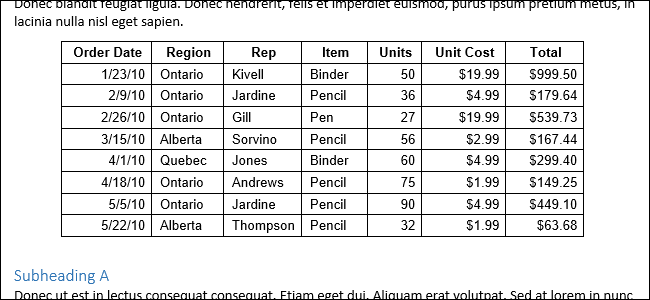 Donec blandit feugiat ligula. Donec hendrerit, felis et imperdiet euismod, purus ipsum pretium metus, in
lacinia nulla nisl eget sapien.
Order Date Region Rep Item Units Unit Cost Total
1/23/10 Ontario Kivell Binder 50 $19.99 $999.50
2/9/10 Ontario Jardine Pencil 36 $4.99 $179.64
2/26/10 Ontario Gill Pen 27 $19.99 $539.73
3/15/10 Alberta Sorvino Pencil 56 $2.99 $167.44
4/1/10 Quebec Jones Binder 60 $4.99 $299.40
4/18/10 Ontario Andrews Pencil 75 $1.99 $149.25
5/5/10 Ontario Jardine Pencil 90 $4.99 $449.10
5/22/10 Alberta Thompson Pencil 32 $1.99 $63.68
Subheading A
Donec ut est in lectus consequat consequat. Etiam eget dui. Aliquam erat volutpat. Sed at lorem in nunc